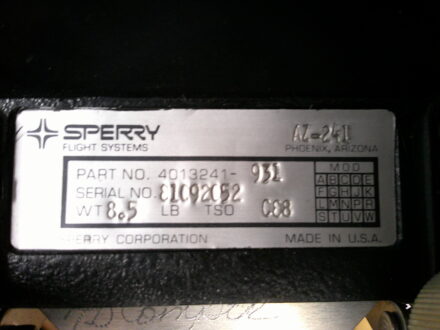 SPERRY
FLIGHT SYSTEMS
AZ-241
PHOENIX, ARIZONA
PART NO. 4013241- 931
SERIAL NO. 81092052
WT 8.5 LB TSO C88
MOD
A B C D E
F G H J K
L M N P R
S T U V W
SPERRY CORPORATION MADE IN U.S.A.